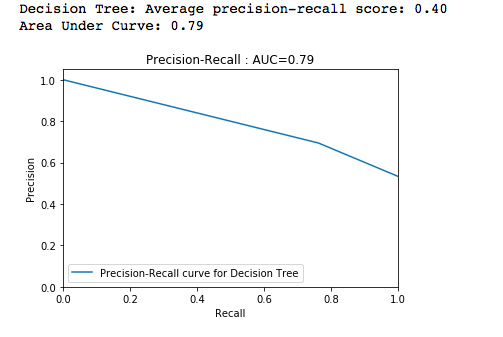 Decision Tree: Average precision-recall score: 0.40
Area Under Curve: 0.79
Precision-Recall : AUC=0.79
1.0
0.8
0.6
0.4
0.2
0.0
Precision
Precision-Recall curve for Decision Tree
0.0 0.2 0.4 0.6 0.8 1.0
Recall